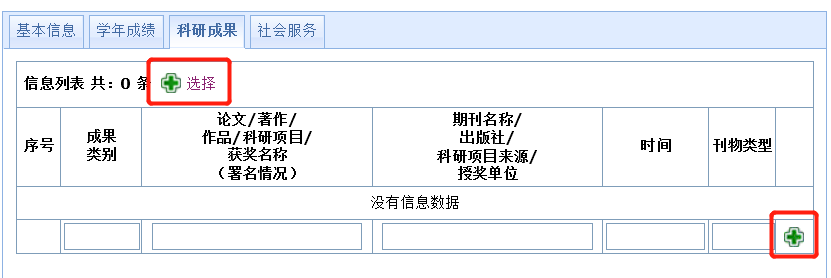 基本信息 学年成绩 科研成果 社会服务
信息列表 共：0 条 选择
序号
成果
类别
论文/著作/
作品/科研项目/
获奖名称
（署名情况）
期刊名称/
出版社/
科研项目来源/
授奖单位
时间
刊物类型
没有信息数据